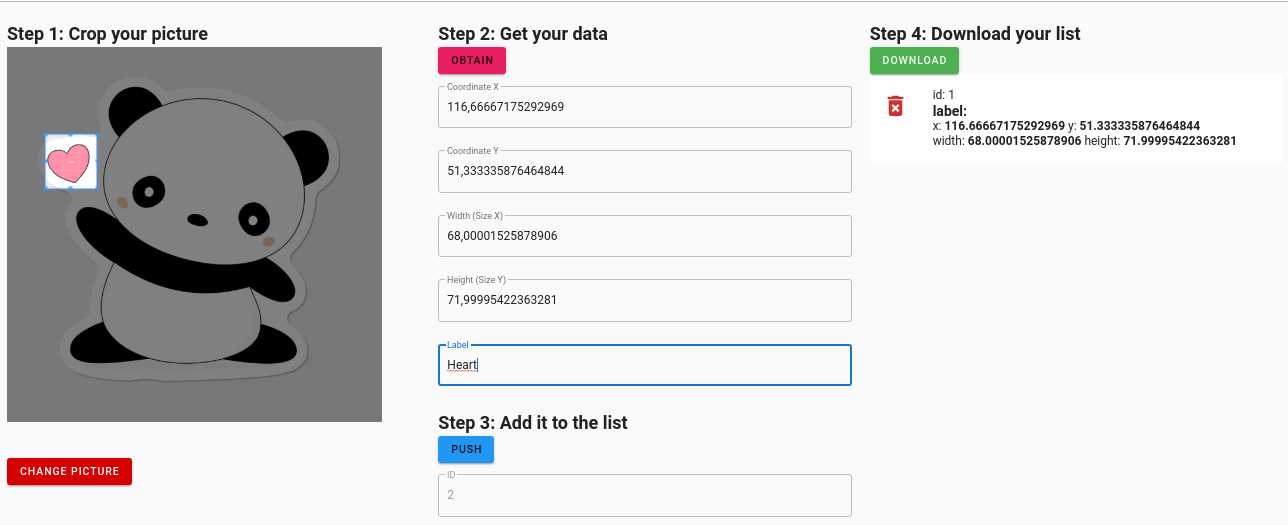 Step 1: Crop your picture
CHANGE PICTURE
Step 2: Get your data
OBTAIN
Coordinate X
116,66667175292969
Coordinate Y
51,333335876464844
Width (Size X)
68,00001525878906
Height (Size Y)
71,99995422363281
Label
Heart
Step 3: Add it to the list
PUSH
ID
2
Step 4: Download your list
DOWNLOAD
id: 1
label:
x: 116.66667175292969 y: 51.333335876464844
width: 68.00001525878906 height: 71.99995422363281